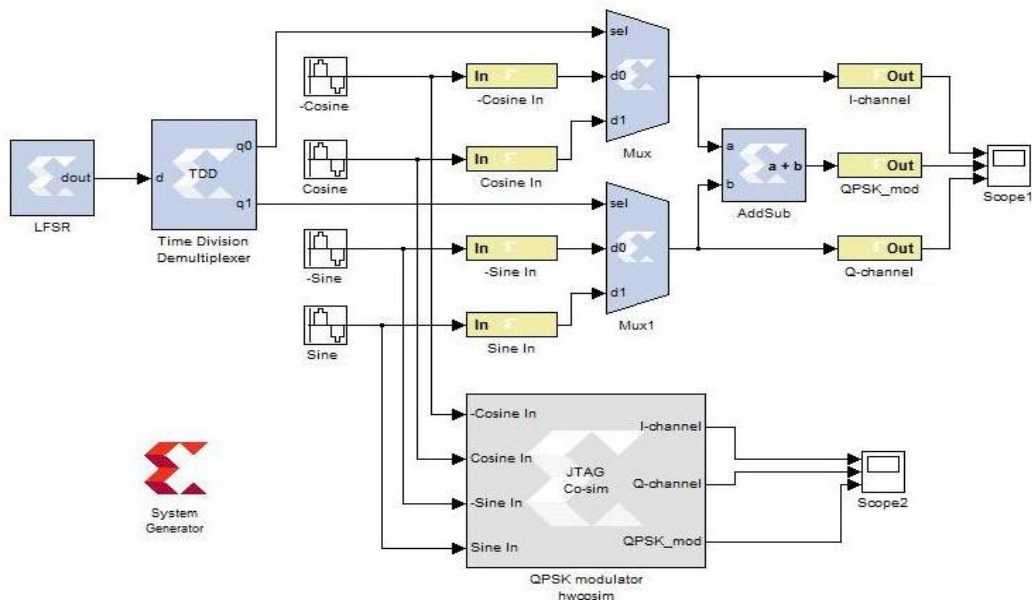 sel
-Cosine
In
-Cosine In
d0
d1
Mux
Out
I-channel
LFSR
dout
d
TDD
q0
q1
Time Division
Demultiplexer
Cosine
In
Cosine In
a
b
a + b
AddSub
Out
QPSK_mod
Scope1
-Sine
In
-Sine In
sel
d0
d1
Mux1
Out
Q-channel
Sine
In
Sine In
-Cosine In
Cosine In
-Sine In
Sine In
JTAG
Co-sim
I-channel
Q-channel
QPSK_mod
QPSK modulator
hwcosim
Scope2
System
Generator